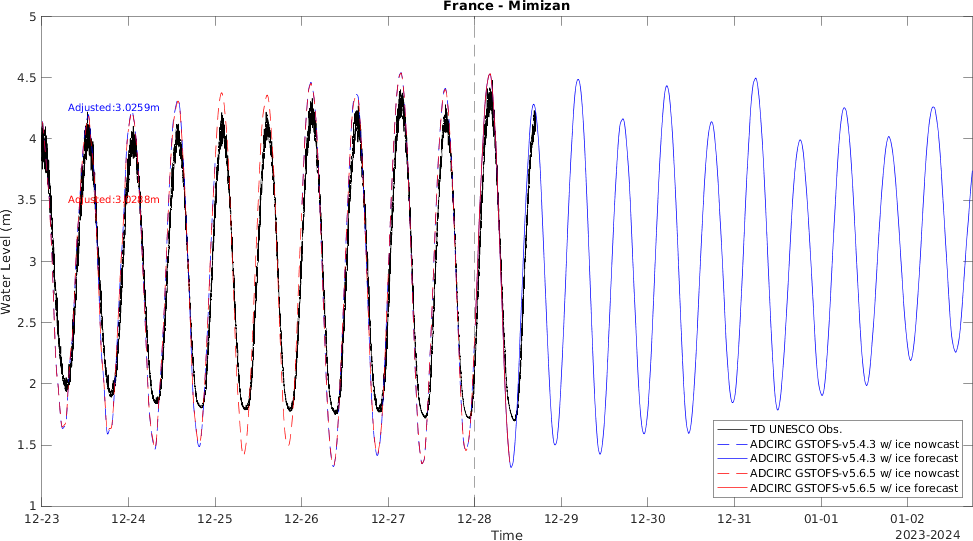 France - Mimizan
5
4.5
4
3.5
3
2.5
2
1.5
1
Water Level (m)
Adjusted:3.0259m
Adjusted:3.0288m
TD UNESCO Obs.
ADCIRC GSTOFS-v5.4.3 w/ ice nowcast
ADCIRC GSTOFS-v5.4.3 w/ ice forecast
ADCIRC GSTOFS-v5.6.5 w/ ice nowcast
ADCIRC GSTOFS-v5.6.5 w/ ice forecast
12-23 12-24 12-25 12-26 12-27 12-28 12-29 12-30 12-31 01-01 01-02
Time
2023-2024